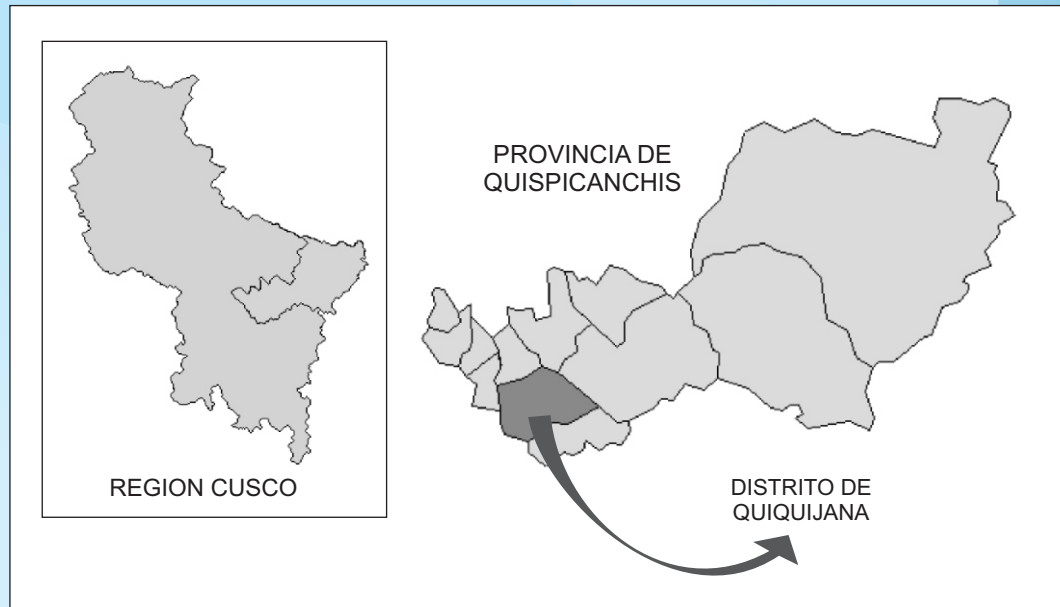 PROVINCIA DE
QUISPICANCHIS
REGION CUSCO
DISTRITO DE
QUIQUIJANA